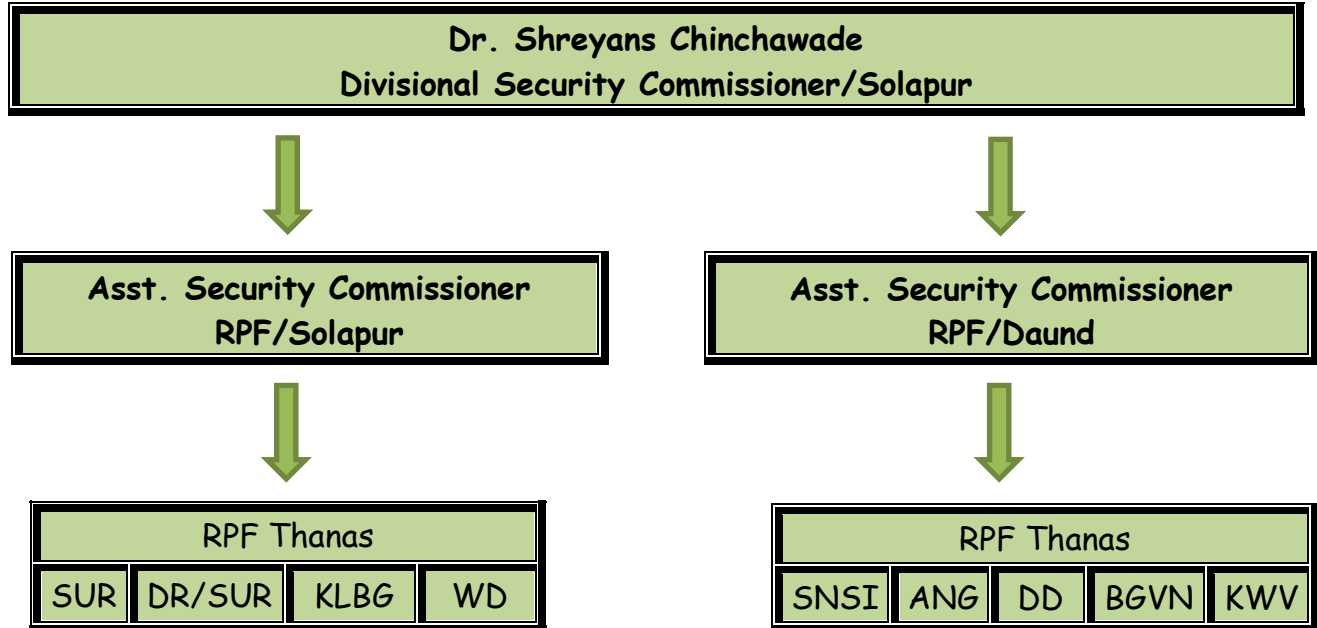 Dr. Shreyans Chinchawade
Divisional Security Commissioner/Solapur
Asst. Security Commissioner
RPF/Solapur
Asst. Security Commissioner
RPF/Daund
RPF Thanas
SUR DR/SUR KLBG WD
RPF Thanas
SNSI ANG DD BGVN KWV